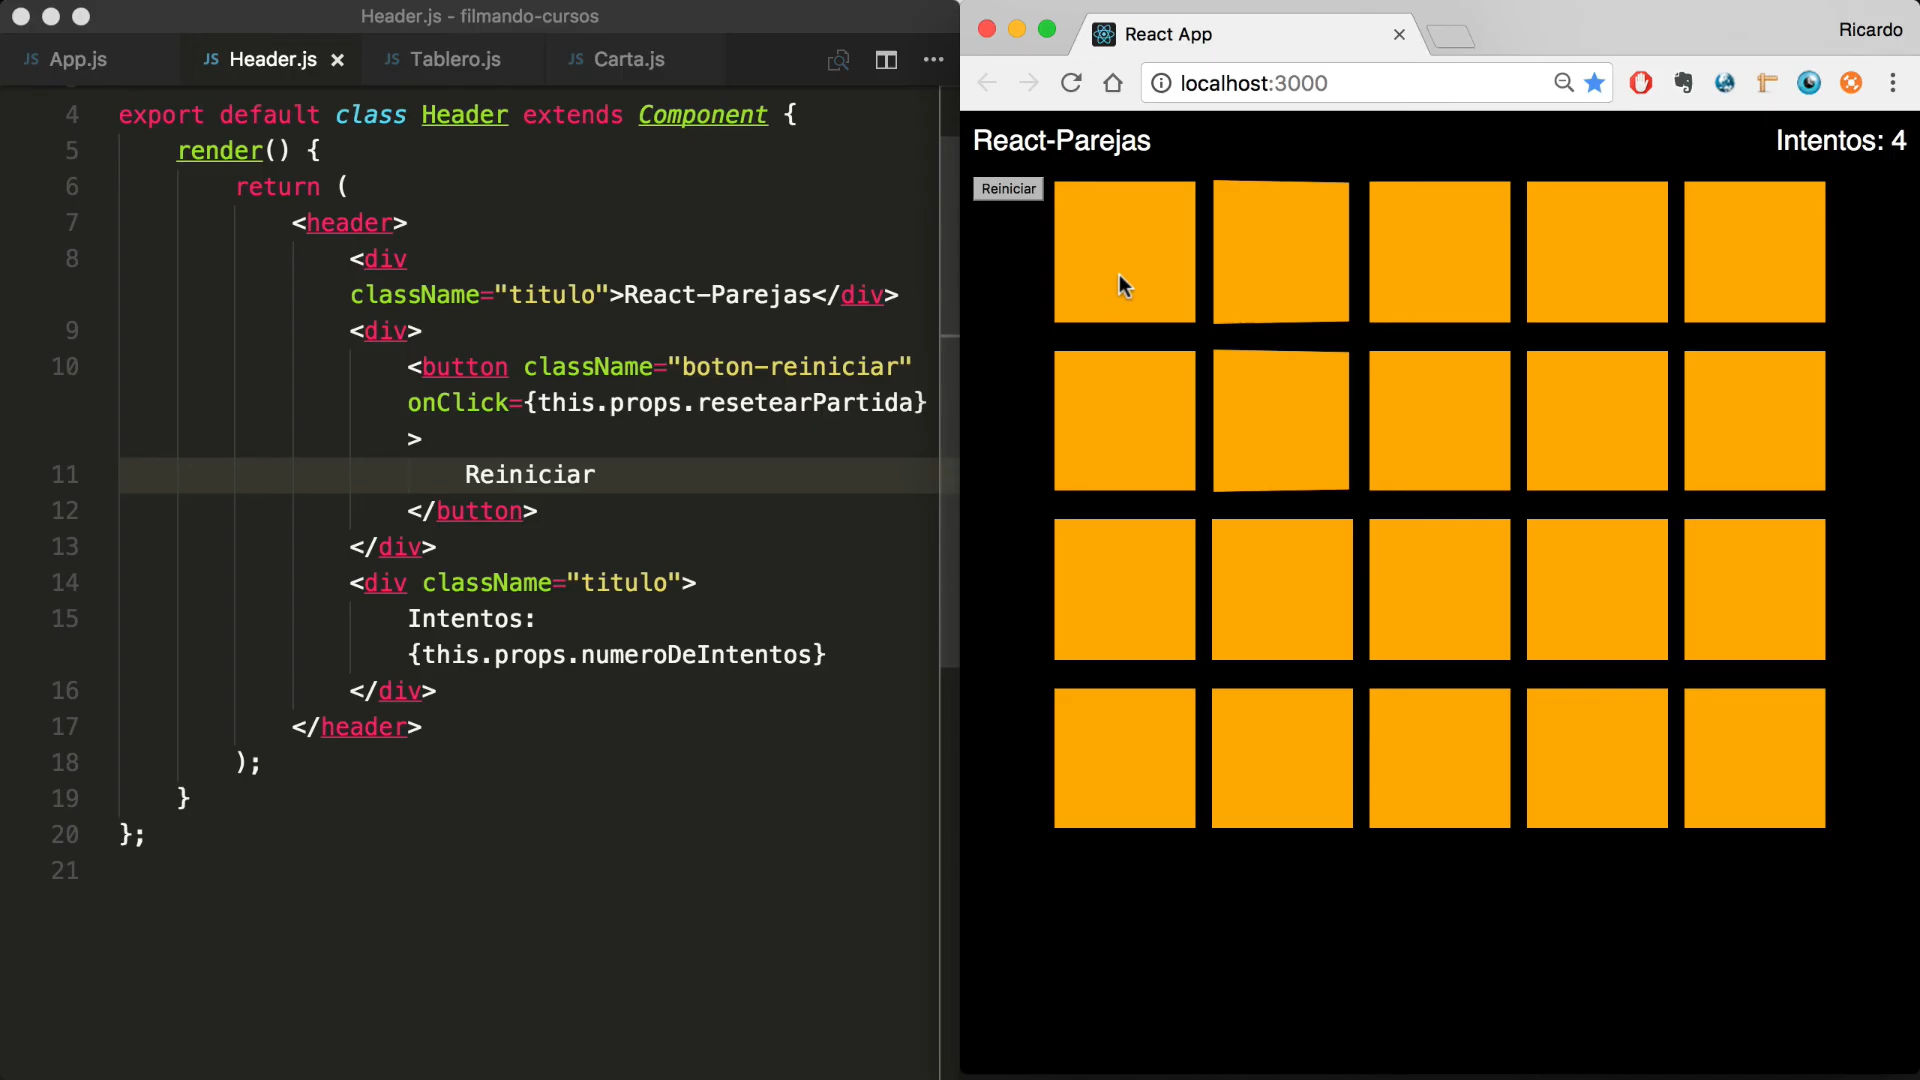 Header.js - filmando-cursos
JS App.js
JS Header.js
JS Tablero.js
JS Carta.js
4 export default class Header extends Component {
5 render() {
6 return (
7 <header>
8 <div
className="titulo">React-Parejas</div>
9 <div>
10 <button className="boton-reiniciar"
onClick={this.props.resetearPartida}
>
11 Reiniciar
12 </button>
13 </div>
14 <div className="titulo">
15 Intentos:
{this.props.numeroDeIntentos}
16 </div>
17 </header>
18 );
19 }
20 };
21
React App
Ricardo
localhost:3000
React-Parejas
Intentos: 4
Reiniciar